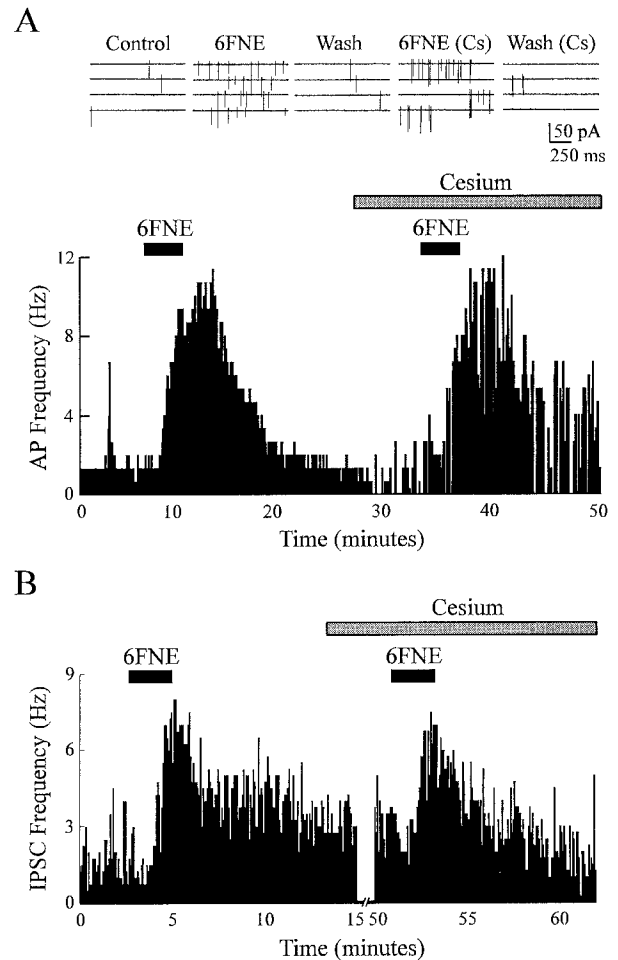 A
Control 6FNE Wash 6FNE (Cs) Wash (Cs)
50 pA
250 ms
Cesium
6FNE 6FNE
12
8
4
0
AP Frequency (Hz)
0 10 20 30 40 50
Time (minutes)
B
Cesium
6FNE 6FNE
9
6
3
0
IPSC Frequency (Hz)
0 5 10 15 50 55 60
Time (minutes)